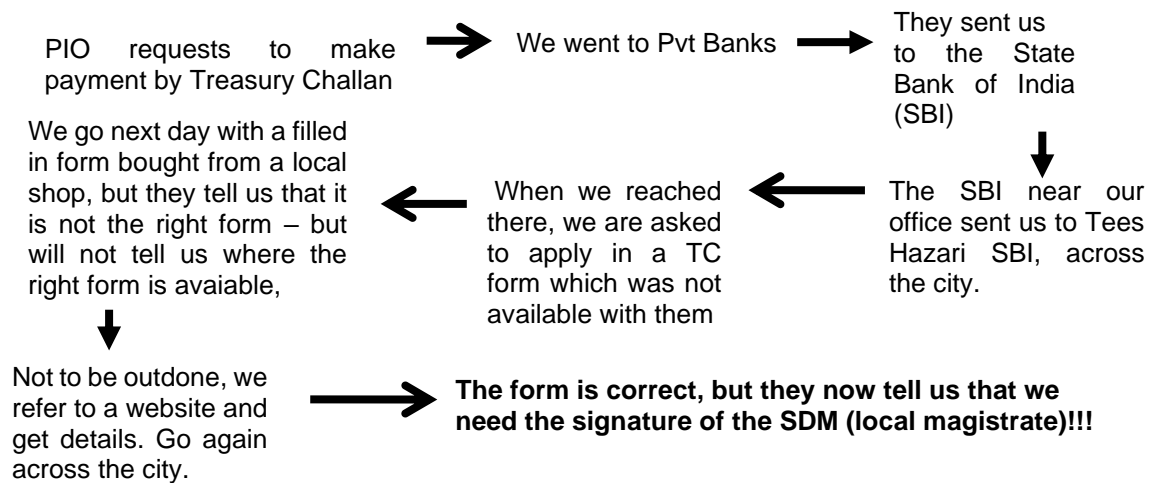 PIO requests to make
payment by Treasury Challan
We went to Pvt Banks
They sent us
to the State
Bank of India
(SBI)
The SBI near our
office sent us to Tees
Hazari SBI, across
the city.
When we reached
there, we are asked
to apply in a TC
form which was not
available with them
We go next day with a filled
in form bought from a local
shop, but they tell us that it
is not the right form – but
will not tell us where the
right form is avaiable,
Not to be outdone, we
refer to a website and
get details. Go again
across the city.
The form is correct, but they now tell us that we
need the signature of the SDM (local magistrate)!!!